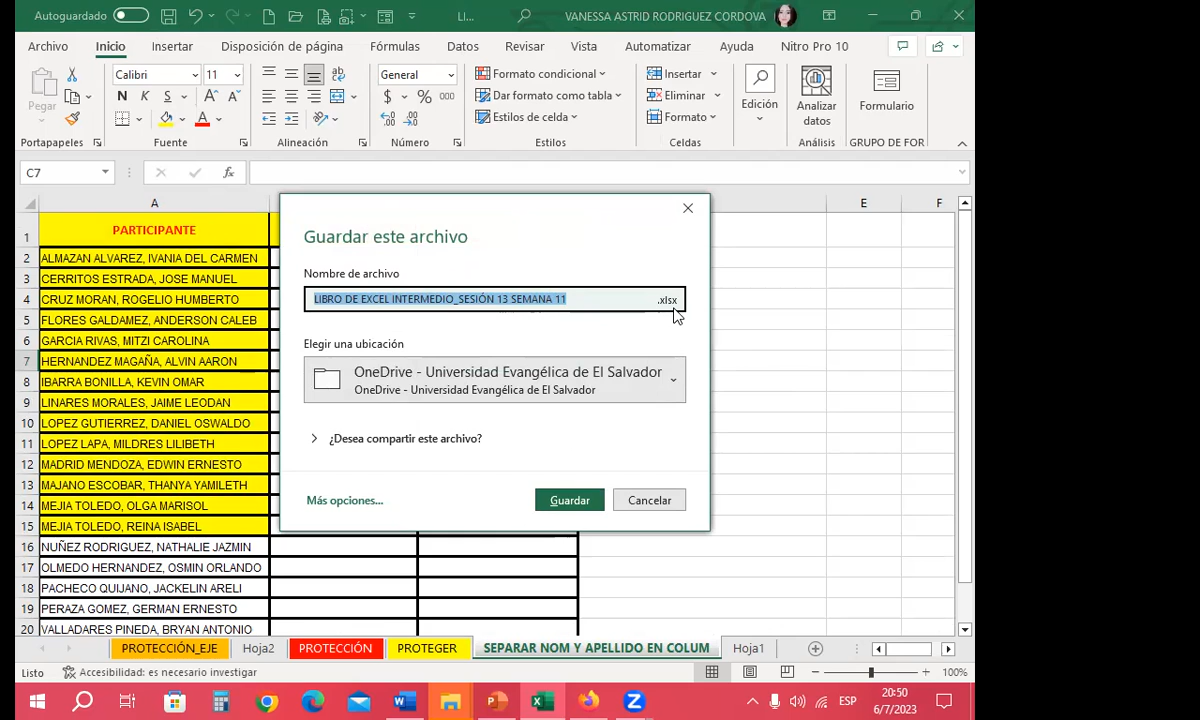 Autoguardado
LI...
VANESSA ASTRID RODRIGUEZ CORDOVA
Archivo
Inicio
Insertar
Disposición de página
Fórmulas
Datos
Revisar
Vista
Automatizar
Ayuda
Nitro Pro 10
Pegar
Calibri
11
N K S
A A
A
General
$ % 000
Formato condicional
Dar formato como tabla
Estilos de celda
Insertar
Eliminar
Formato
Edición
Analizar
datos
Formulario
Portapapeles
Fuente
Alineación
Número
Estilos
Celdas
Análisis
GRUPO DE FOR
C7
fx
A
E
F
1
PARTICIPANTE
2 ALMAZAN ALVAREZ, IVANIA DEL CARMEN
3 CERRITOS ESTRADA, JOSE MANUEL
4 CRUZ MORAN, ROGELIO HUMBERTO
5 FLORES GALDAMEZ, ANDERSON CALEB
6 GARCIA RIVAS, MITZI CAROLINA
7 HERNANDEZ MAGAÑA, ALVIN AARON
8 IBARRA BONILLA, KEVIN OMAR
9 LINARES MORALES, JAIME LEODAN
10 LOPEZ GUTIERREZ, DANIEL OSWALDO
11 LOPEZ LAPA, MILDRES LILIBETH
12 MADRID MENDOZA, EDWIN ERNESTO
13 MAJANO ESCOBAR, THANYA YAMILETH
14 MEJIA TOLEDO, OLGA MARISOL
15 MEJIA TOLEDO, REINA ISABEL
16 NUÑEZ RODRIGUEZ, NATHALIE JAZMIN
17 OLMEDO HERNANDEZ, OSMIN ORLANDO
18 PACHECO QUIJANO, JACKELIN ARELI
19 PERAZA GOMEZ, GERMAN ERNESTO
20 VALLADARES PINEDA, BRYAN ANTONIO
Guardar este archivo
Nombre de archivo
LIBRO DE EXCEL INTERMEDIO_SESIÓN 13 SEMANA 11 .xlsx
Elegir una ubicación
OneDrive - Universidad Evangélica de El Salvador
OneDrive - Universidad Evangélica de El Salvador
¿Desea compartir este archivo?
Más opciones...
Guardar
Cancelar
PROTECCIÓN_EJE
Hoja2
PROTECCIÓN
PROTEGER
SEPARAR NOM Y APELLIDO EN COLUM
Hoja1
Listo
Accesibilidad: es necesario investigar
100%
ESP
20:50
6/7/2023